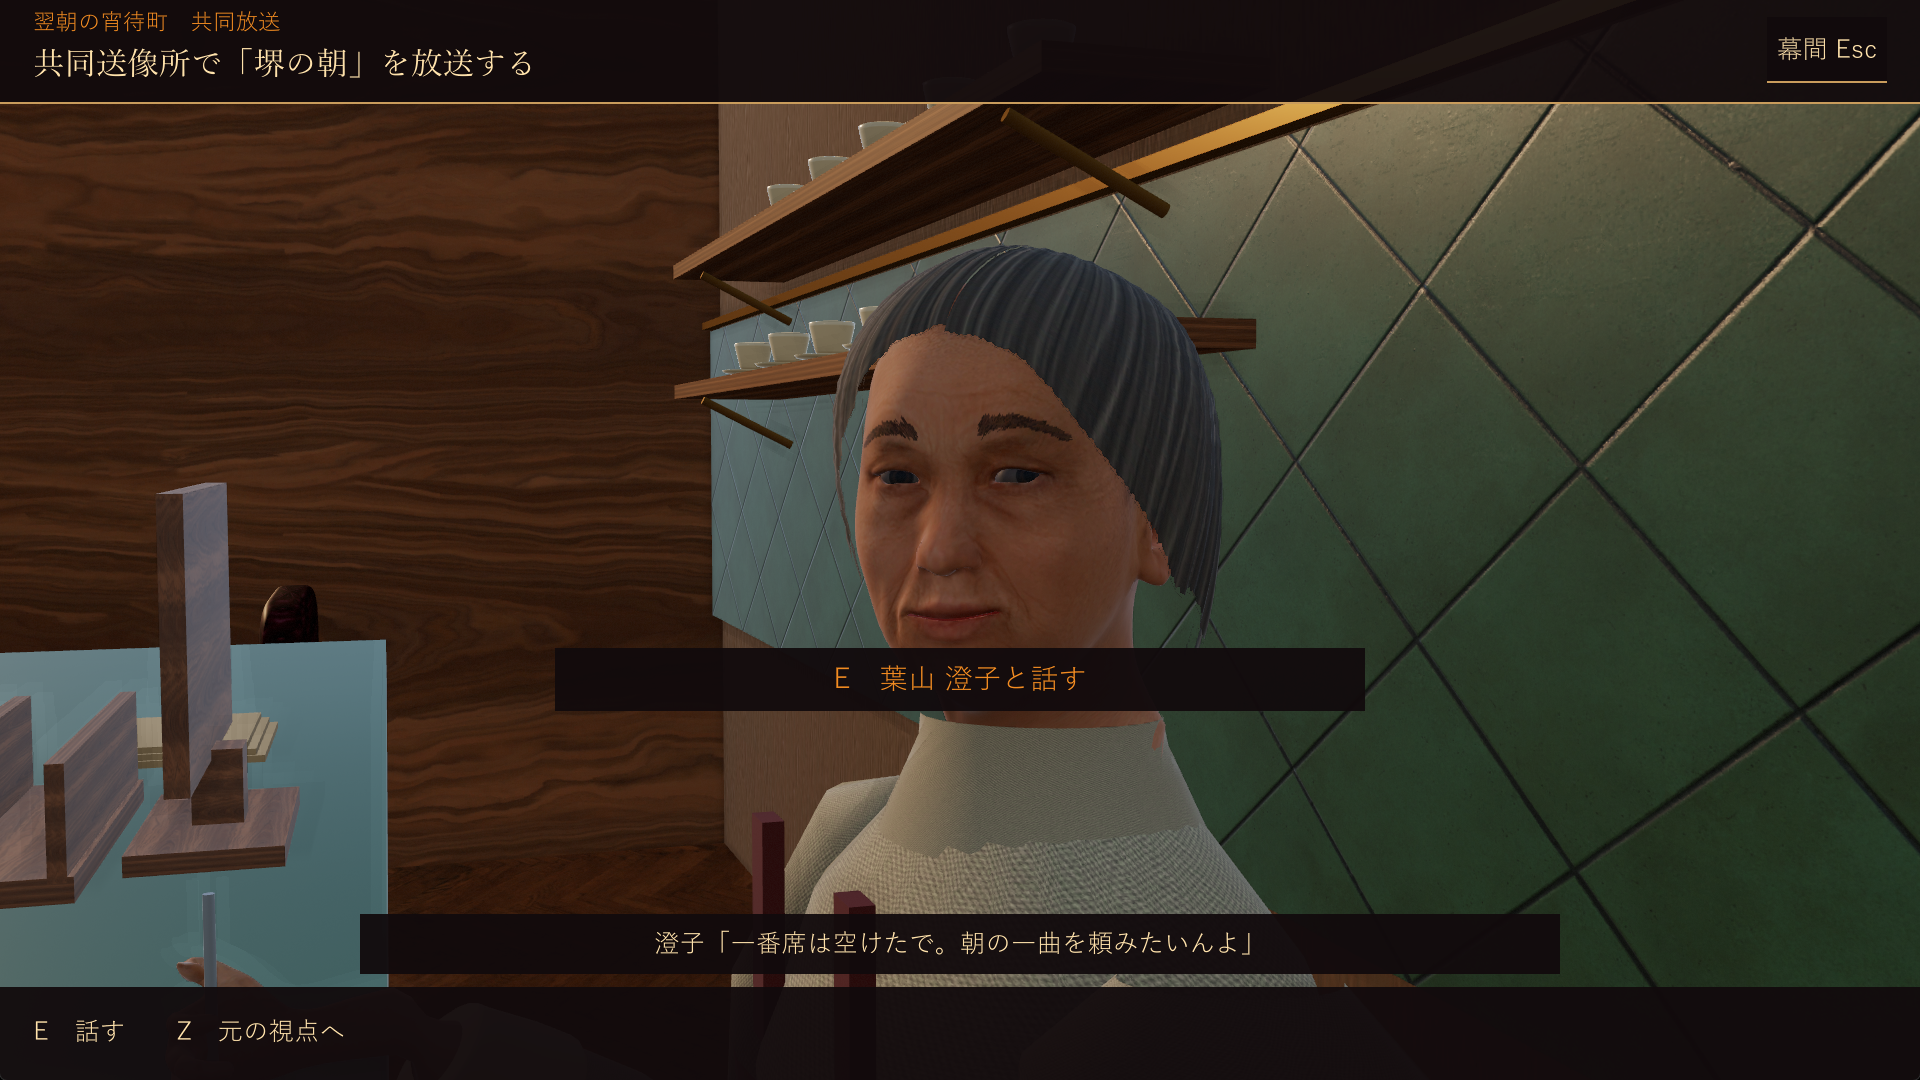 翌朝の宵待町　共同放送
共同送像所で「堺の朝」を放送する
幕間 Esc
E　葉山 澄子と話す
澄子「一番席は空けたで。朝の一曲を頼みたいんよ」
E　話す　　Z　元の視点へ